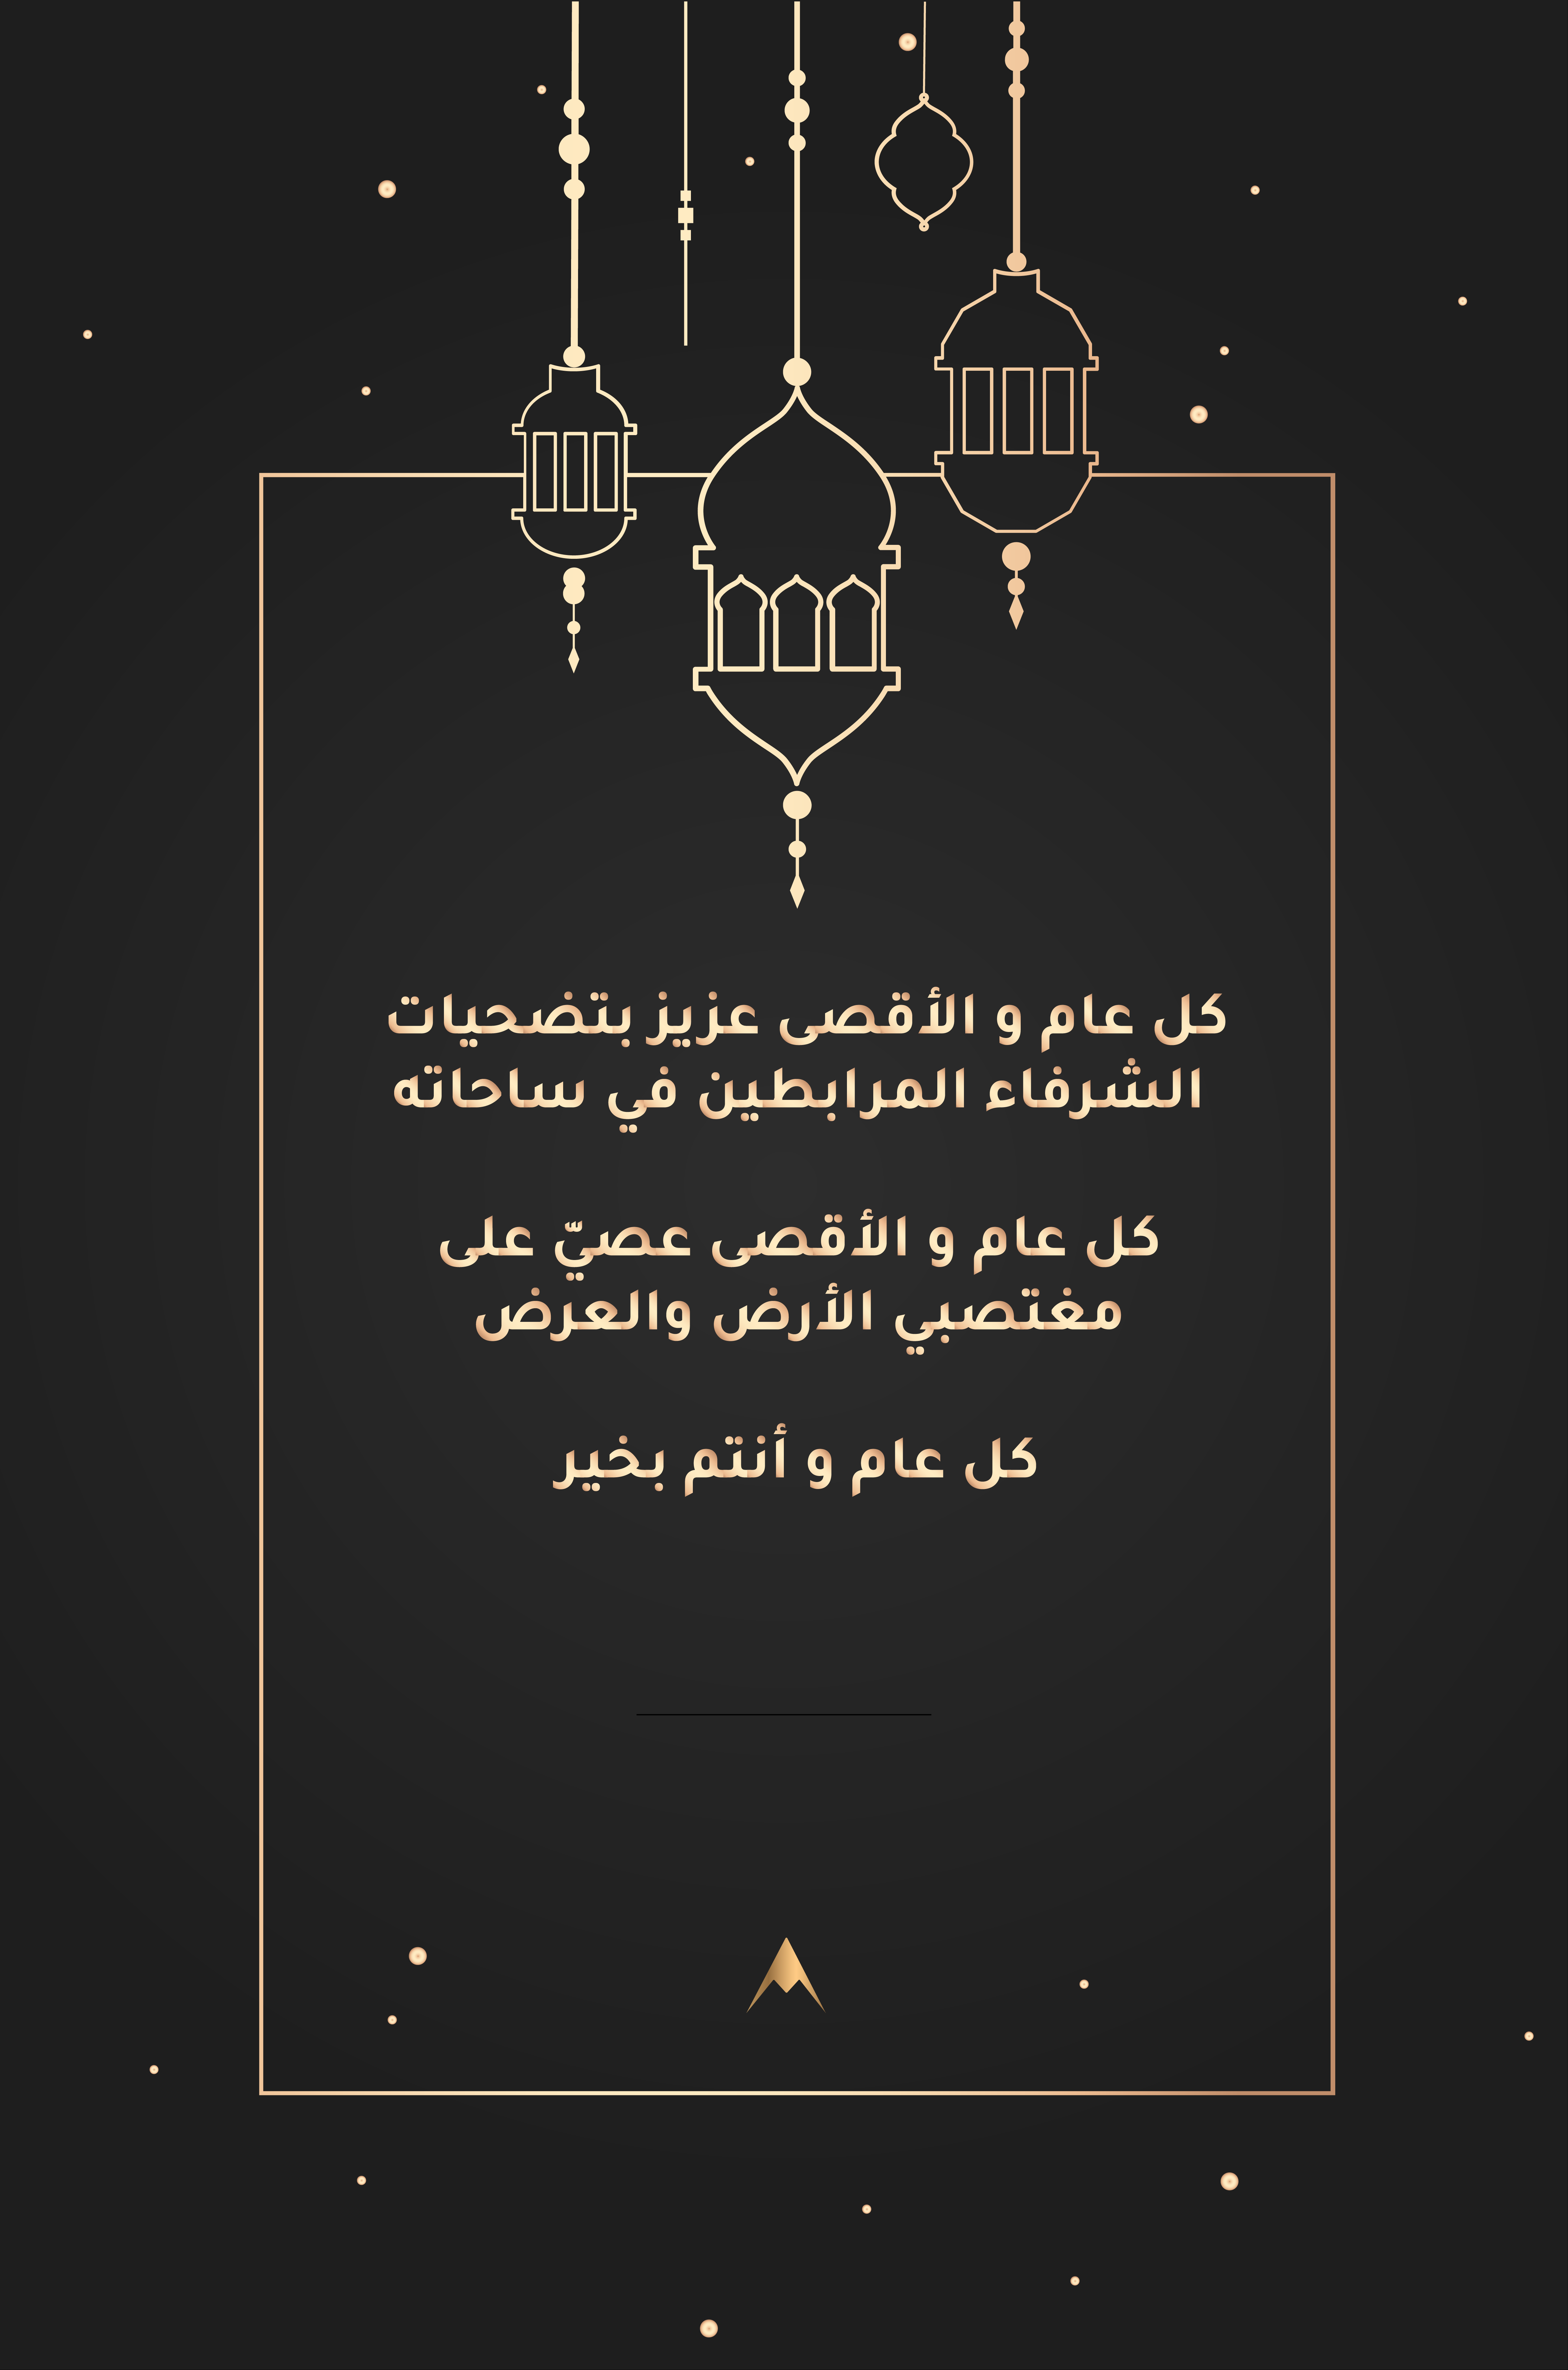 كل عام و الأقصى عزيز بتضحيات
الشرفاء المرابطين في ساحاته
كل عام و الأقصى عصيّ على
مغتصبي الأرض والعرض
كل عام و أنتم بخير